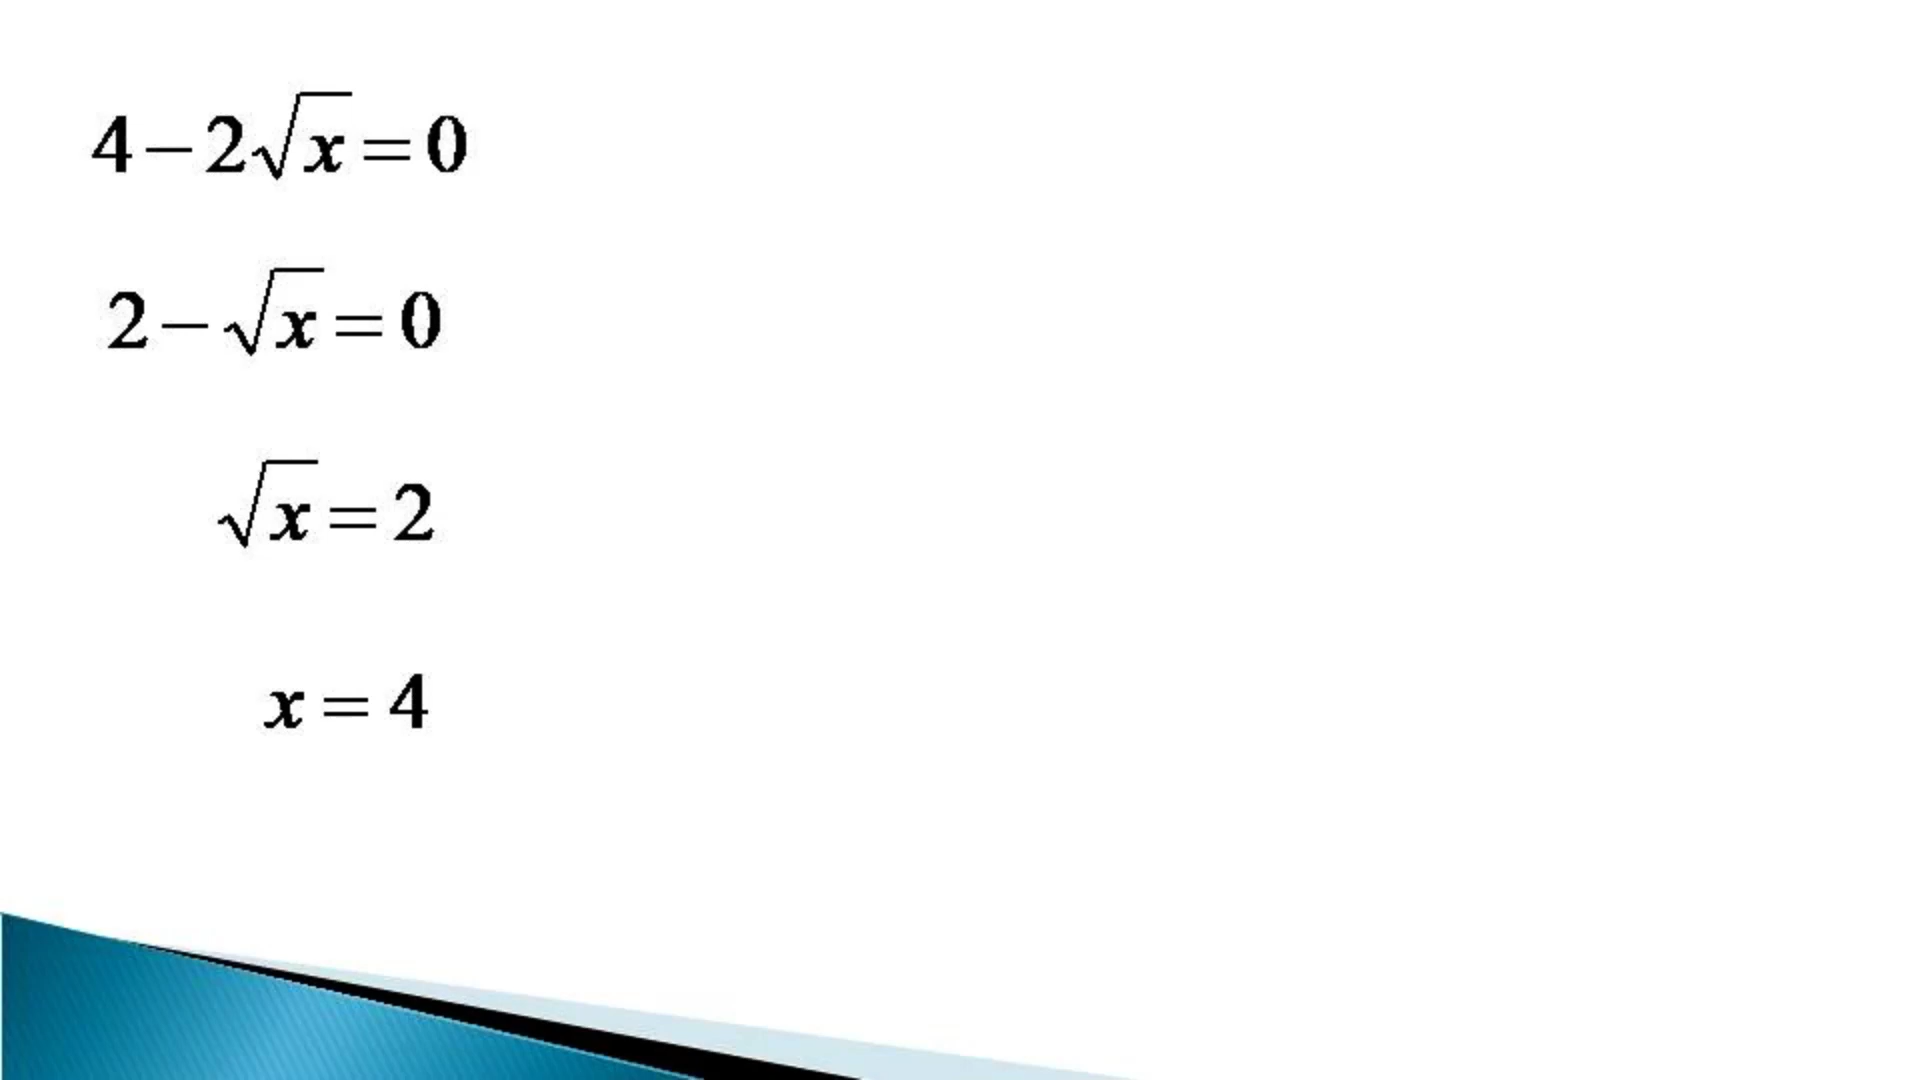 4 − 2√x = 0
2 − √x = 0
√x = 2
x = 4